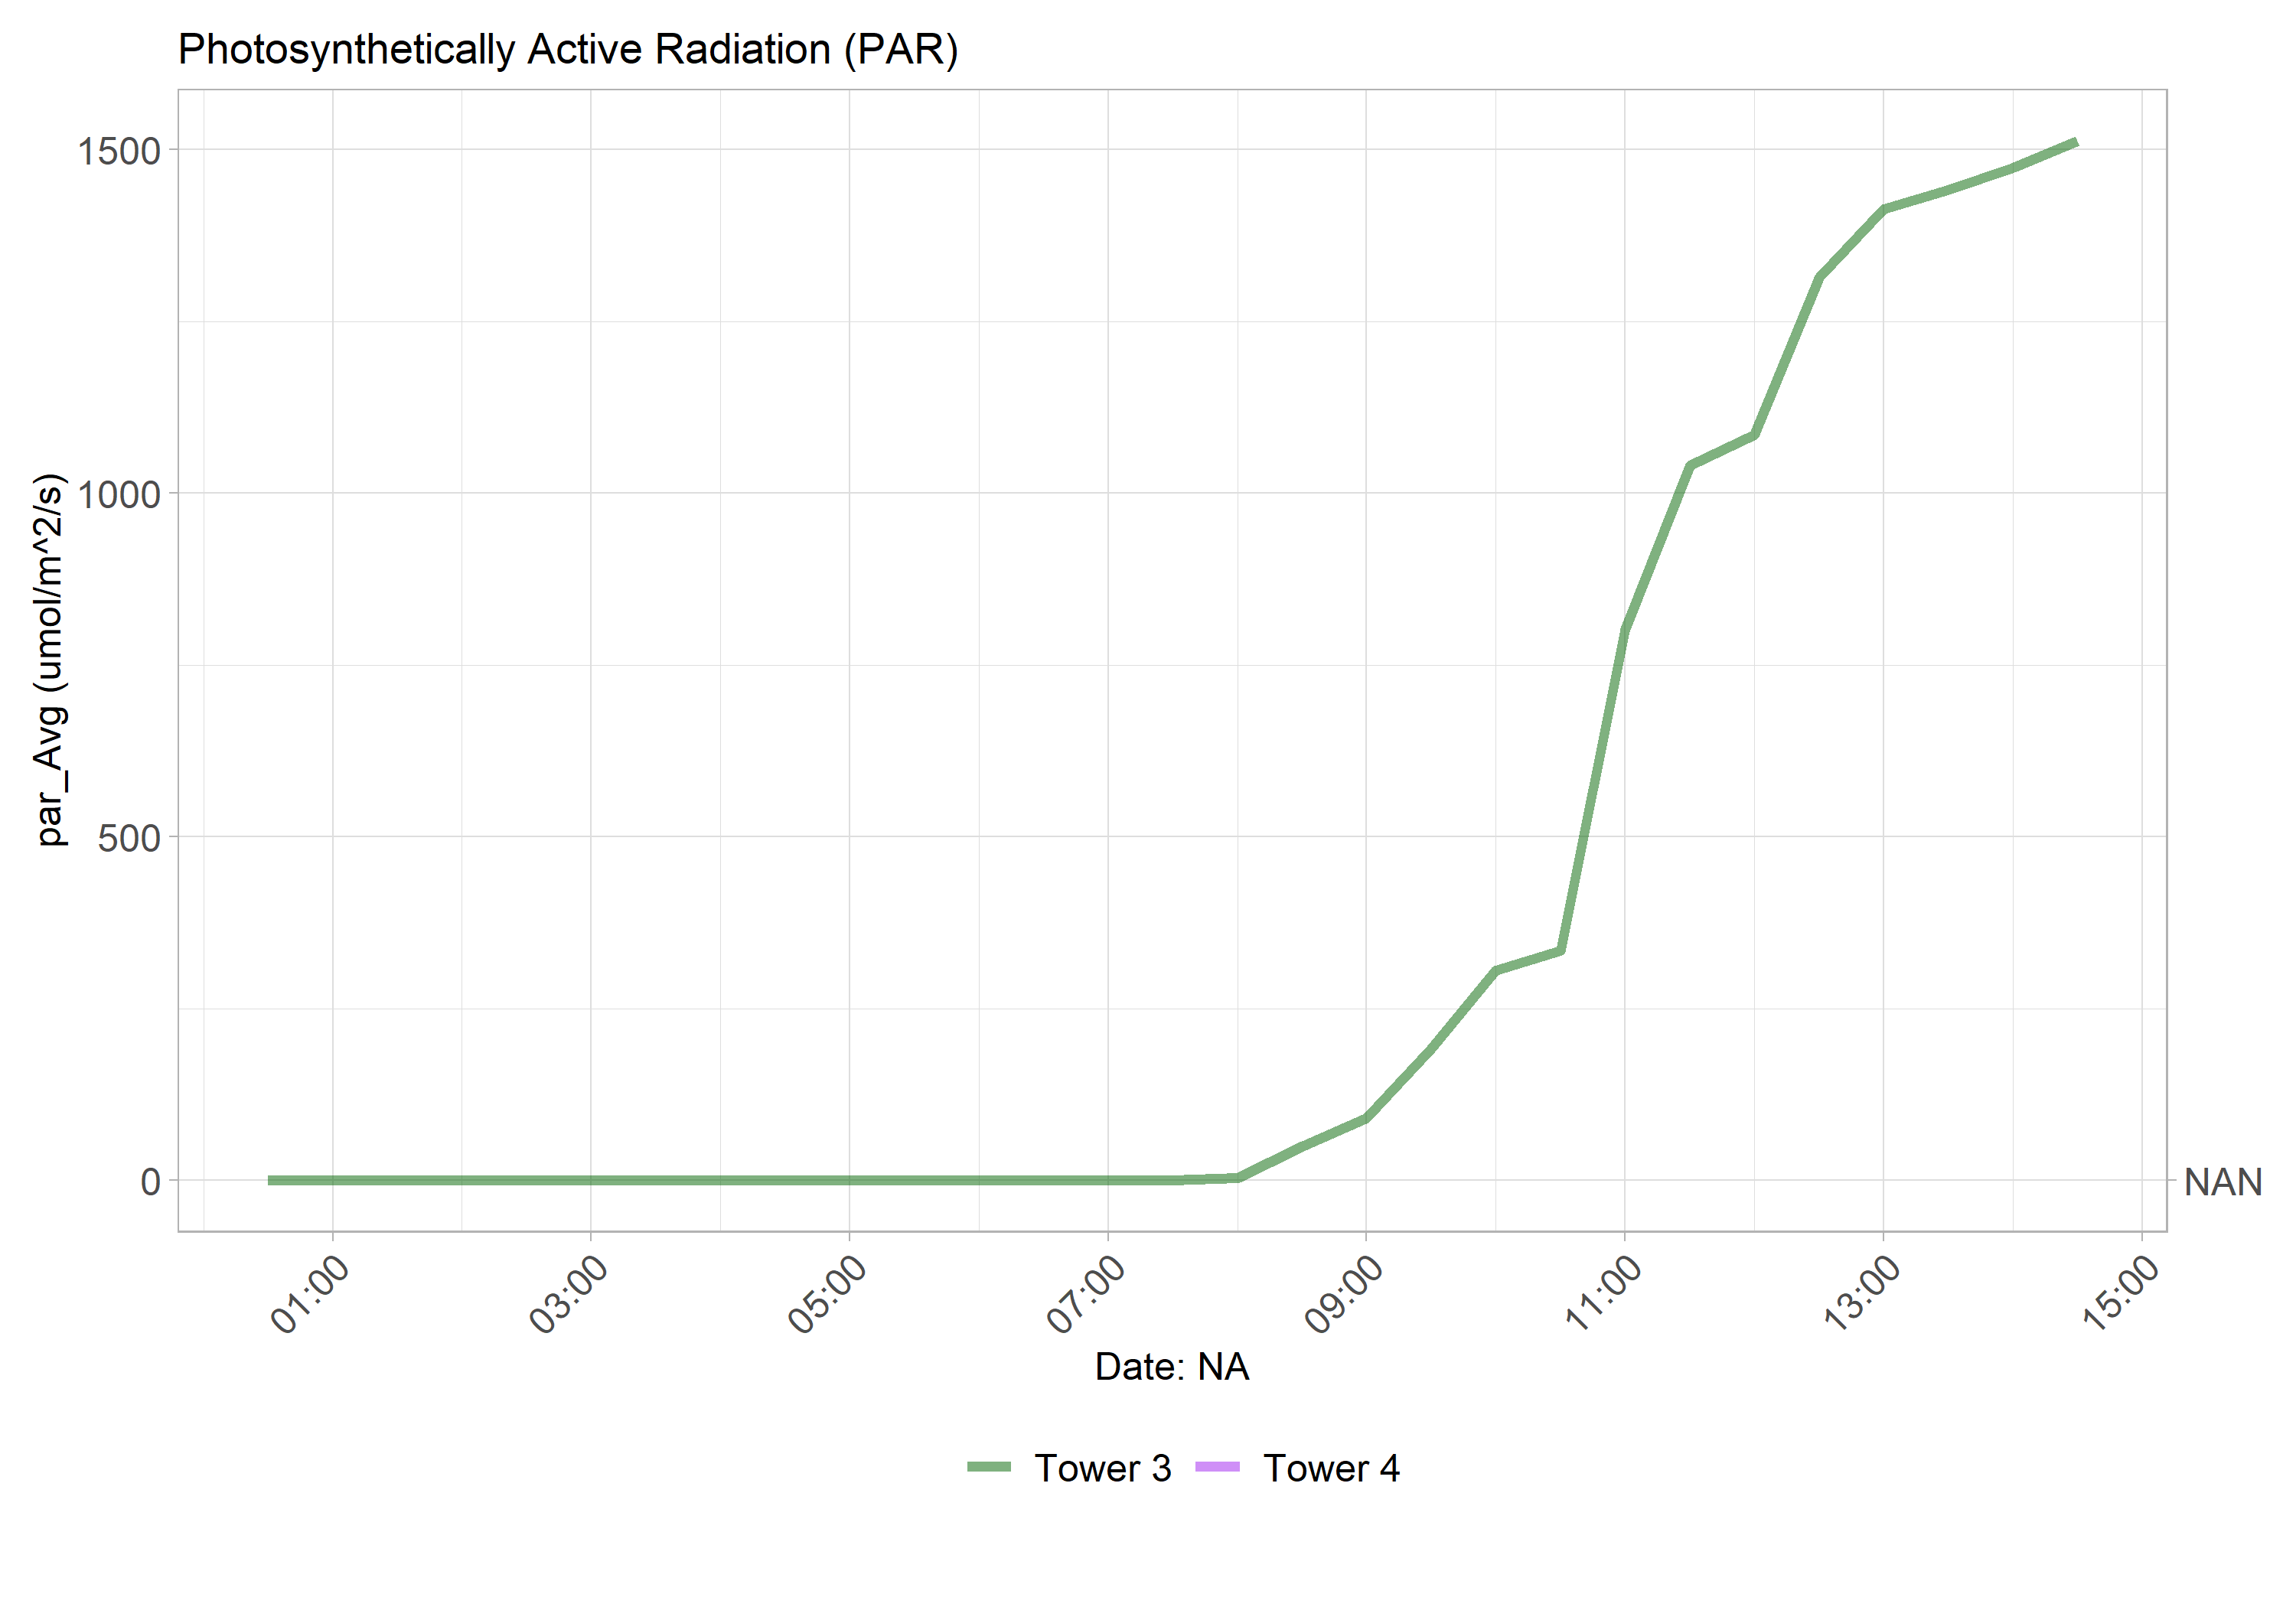 Photosynthetically Active Radiation (PAR)
par_Avg (umol/m^2/s)
1500
1000
500
0
NAN
01:00 03:00 05:00 07:00 09:00 11:00 13:00 15:00
Date: NA
Tower 3 Tower 4